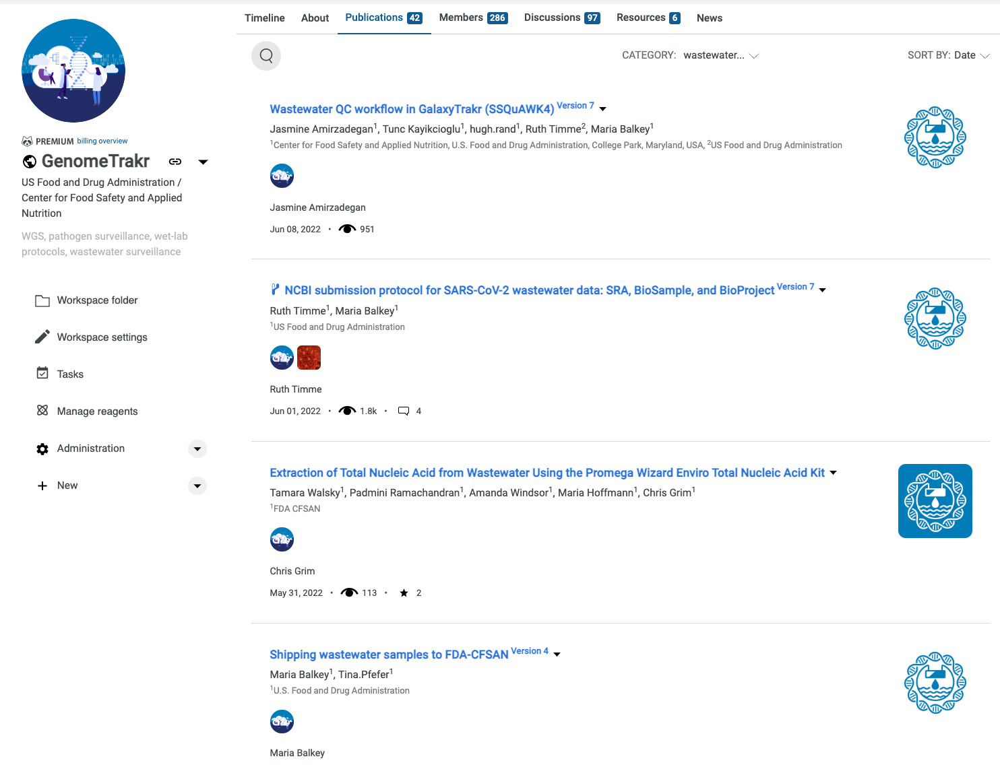 Timeline About Publications 42 Members 286 Discussions 97 Resources 6 News
CATEGORY: wastewater... SORT BY: Date
PREMIUM billing overview
GenomeTrakr
US Food and Drug Administration /
Center for Food Safety and Applied
Nutrition
WGS, pathogen surveillance, wet-lab
protocols, wastewater surveillance
Workspace folder
Workspace settings
Tasks
Manage reagents
Administration
New
Wastewater QC workflow in GalaxyTrakr (SSQuAWK4) Version 7
Jasmine Amirzadegan1, Tunc Kayikcioglu1, hugh.rand1, Ruth Timme2, Maria Balkey1
1Center for Food Safety and Applied Nutrition, U.S. Food and Drug Administration, College Park, Maryland, USA, 2US Food and Drug Administration
Jasmine Amirzadegan
Jun 08, 2022 • 951
NCBI submission protocol for SARS-CoV-2 wastewater data: SRA, BioSample, and BioProject Version 7
Ruth Timme1, Maria Balkey1
1US Food and Drug Administration
Ruth Timme
Jun 01, 2022 • 1.8k • 4
Extraction of Total Nucleic Acid from Wastewater Using the Promega Wizard Enviro Total Nucleic Acid Kit
Tamara Walsky1, Padmini Ramachandran1, Amanda Windsor1, Maria Hoffmann1, Chris Grim1
1FDA CFSAN
Chris Grim
May 31, 2022 • 113 • 2
Shipping wastewater samples to FDA-CFSAN Version 4
Maria Balkey1, Tina.Pfefer1
1U.S. Food and Drug Administration
Maria Balkey